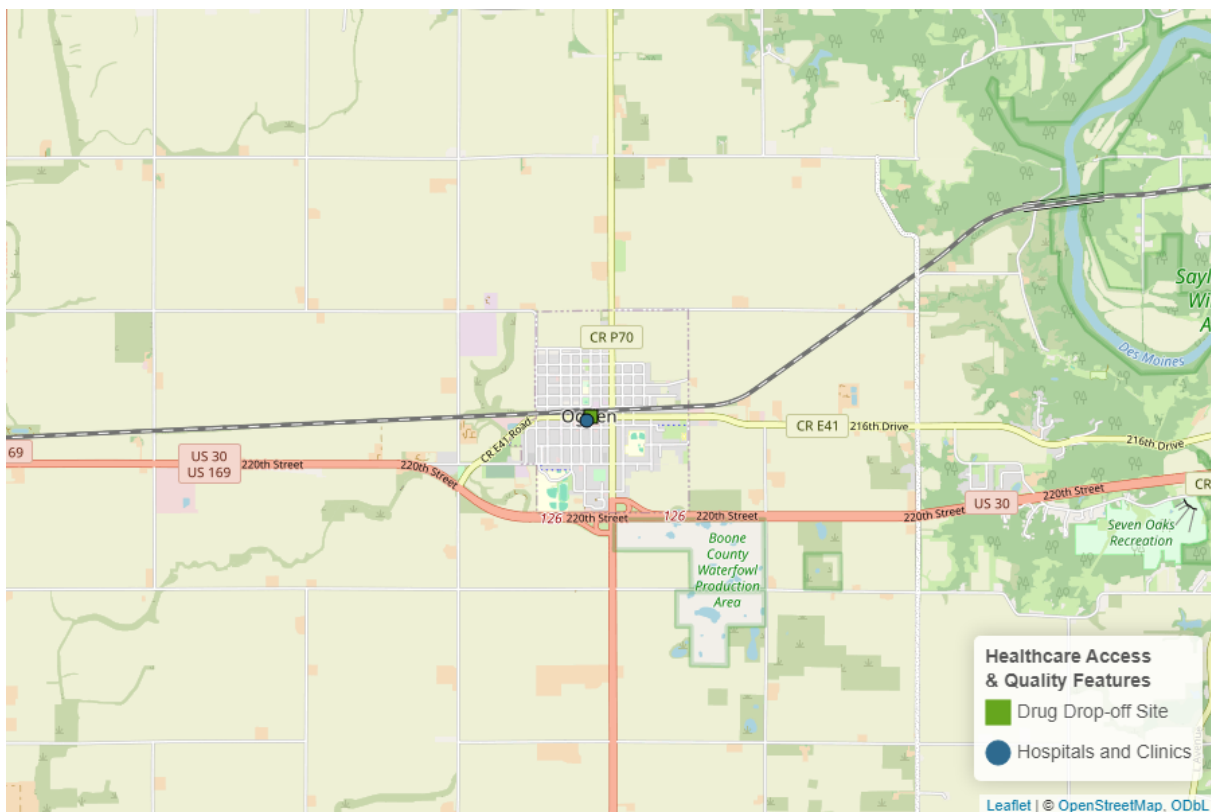 Sayl
Wi
A
Des Moines
CR P70
Ogden
CR E41 Road
CR E41
216th Drive
216th Drive
69
US 30
US 169
220th Street
220th Street
126
220th Street
126
220th Street
220th Street
US 30
220th Street
CR
Seven Oaks
Recreation
Boone
County
Waterfowl
Production
Area
Healthcare Access
& Quality Features
Drug Drop-off Site
Hospitals and Clinics
L Avenue
Leaflet | © OpenStreetMap, ODbL